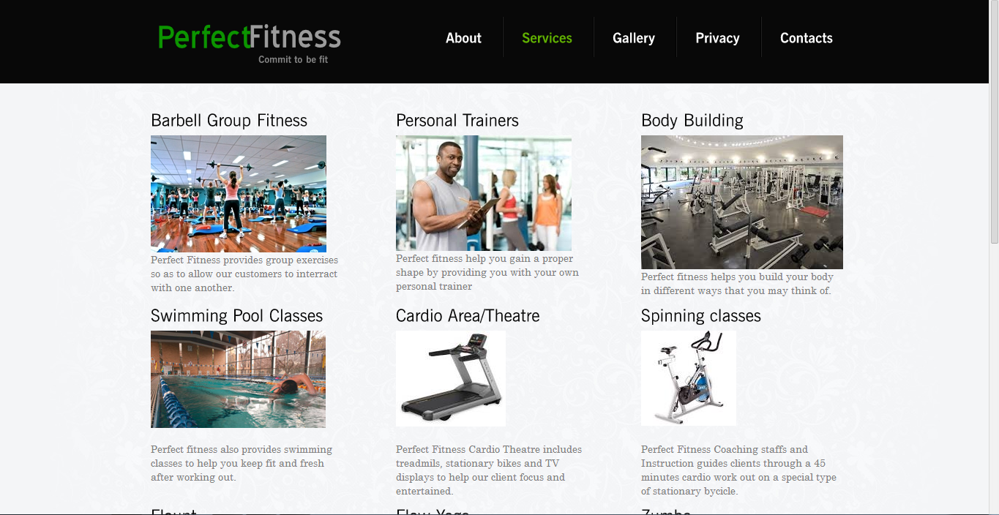 PerfectFitness
Commit to be fit
About
Services
Gallery
Privacy
Contacts
Barbell Group Fitness
Perfect Fitness provides group exercises
so as to allow our customers to interract
with one another.
Personal Trainers
Perfect fitness help you gain a proper
shape by providing you with your own
personal trainer
Body Building
Perfect fitness helps you build your body
in different ways that you may think of.
Swimming Pool Classes
Perfect fitness also provides swimming
classes to help you keep fit and fresh
after working out.
Cardio Area/Theatre
Perfect Fitness Cardio Theatre includes
treadmils, stationary bikes and TV
displays to help our client focus and
entertained.
Spinning classes
Perfect Fitness Coaching staffs and
Instruction guides clients through a 45
minutes cardio work out on a special type
of stationary bycicle.
Flow Yoga
Zumba